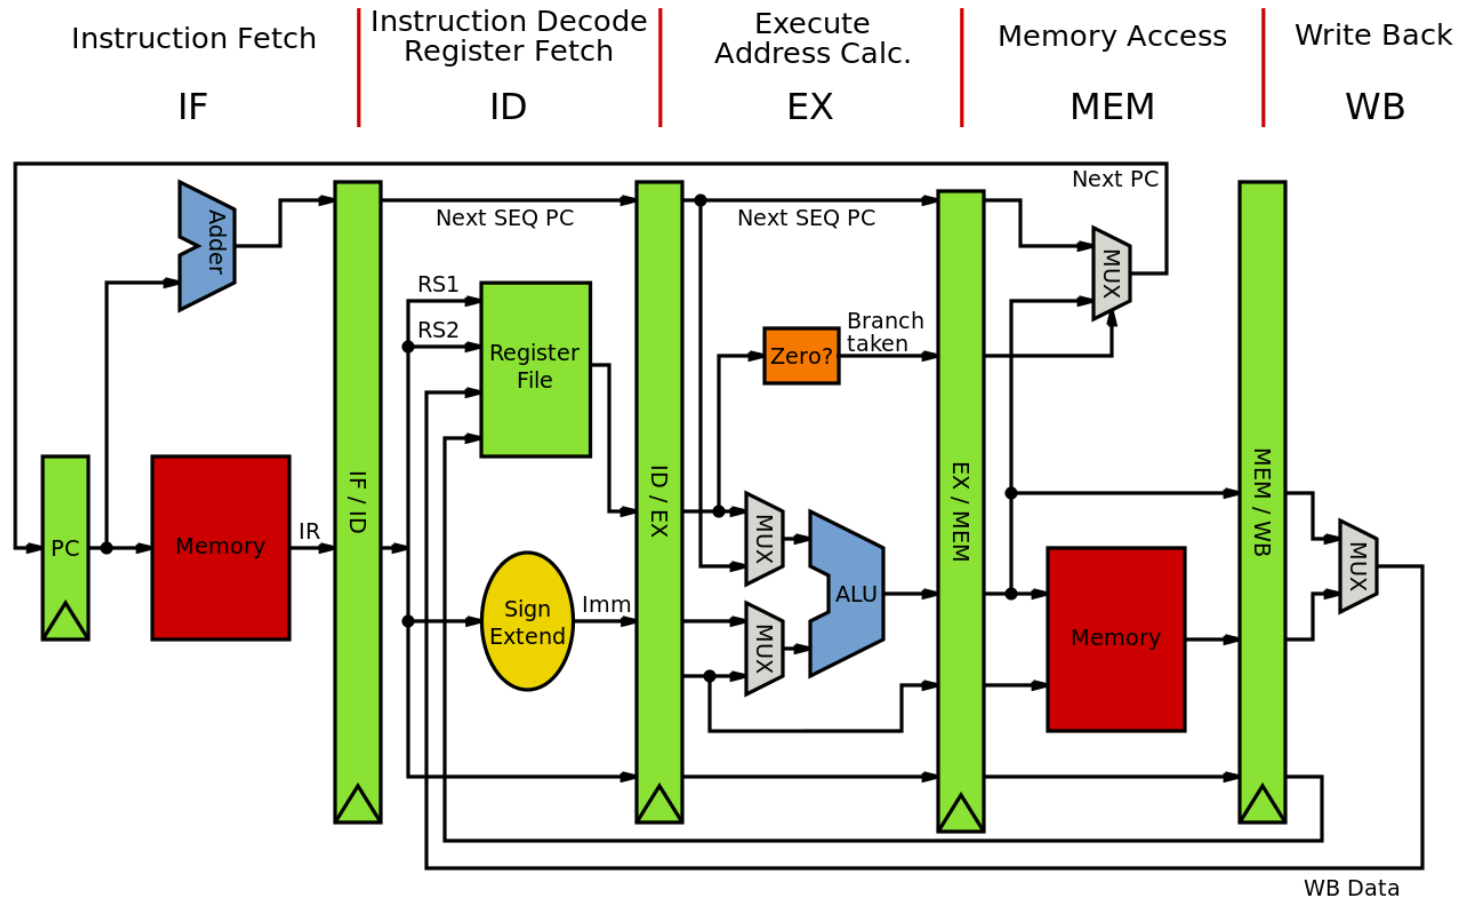 Instruction Fetch
IF
Instruction Decode
Register Fetch
ID
Execute
Address Calc.
EX
Memory Access
MEM
Write Back
WB
Next PC
Adder
Next SEQ PC
Next SEQ PC
MUX
RS1
RS2
Register
File
Branch
taken
Zero?
PC
Memory
IR
IF / ID
ID / EX
EX / MEM
MEM / WB
MUX
MUX
ALU
Sign
Extend
Imm
Memory
MUX
WB Data